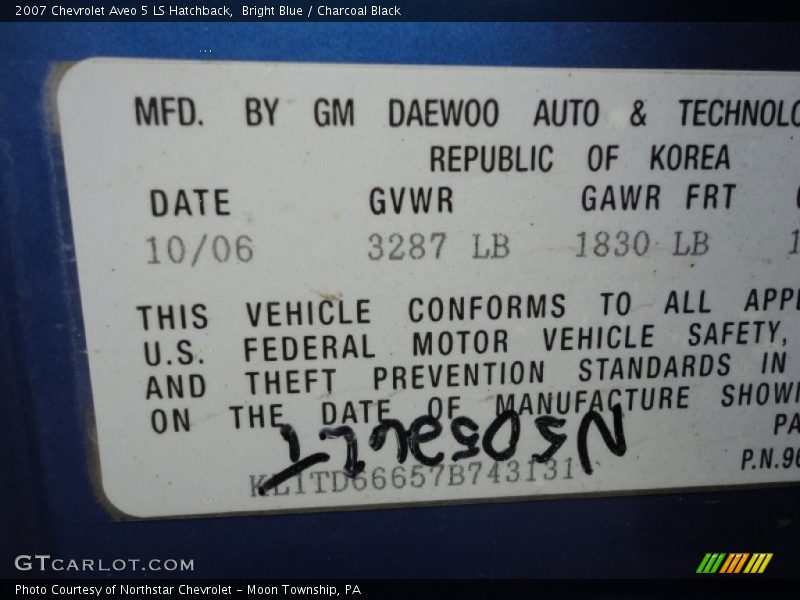 2007 Chevrolet Aveo 5 LS Hatchback,  Bright Blue / Charcoal Black
MFD. BY GM DAEWOO AUTO & TECHNOLO
REPUBLIC OF KOREA
DATE GVWR GAWR FRT
10/06 3287 LB 1830 LB 1
THIS VEHICLE CONFORMS TO ALL APPL
U.S. FEDERAL MOTOR VEHICLE SAFETY,
AND THEFT PREVENTION STANDARDS IN
ON THE DATE OF MANUFACTURE SHOWN
PA
P.N.96
KL1TD66657B743131
GTCARLOT.COM
Photo Courtesy of Northstar Chevrolet - Moon Township, PA